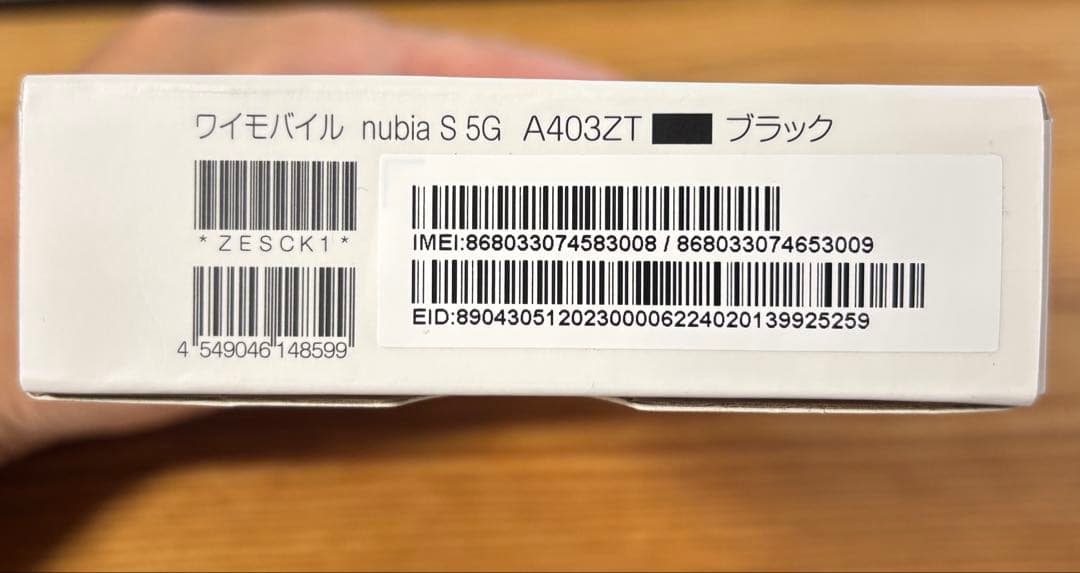 ワイモバイル nubia S 5G A403ZT ブラック
*ZESCK1*
4 549046 148599
IMEI:868033074583008 / 868033074653009
EID:89043051202300006224020139925259